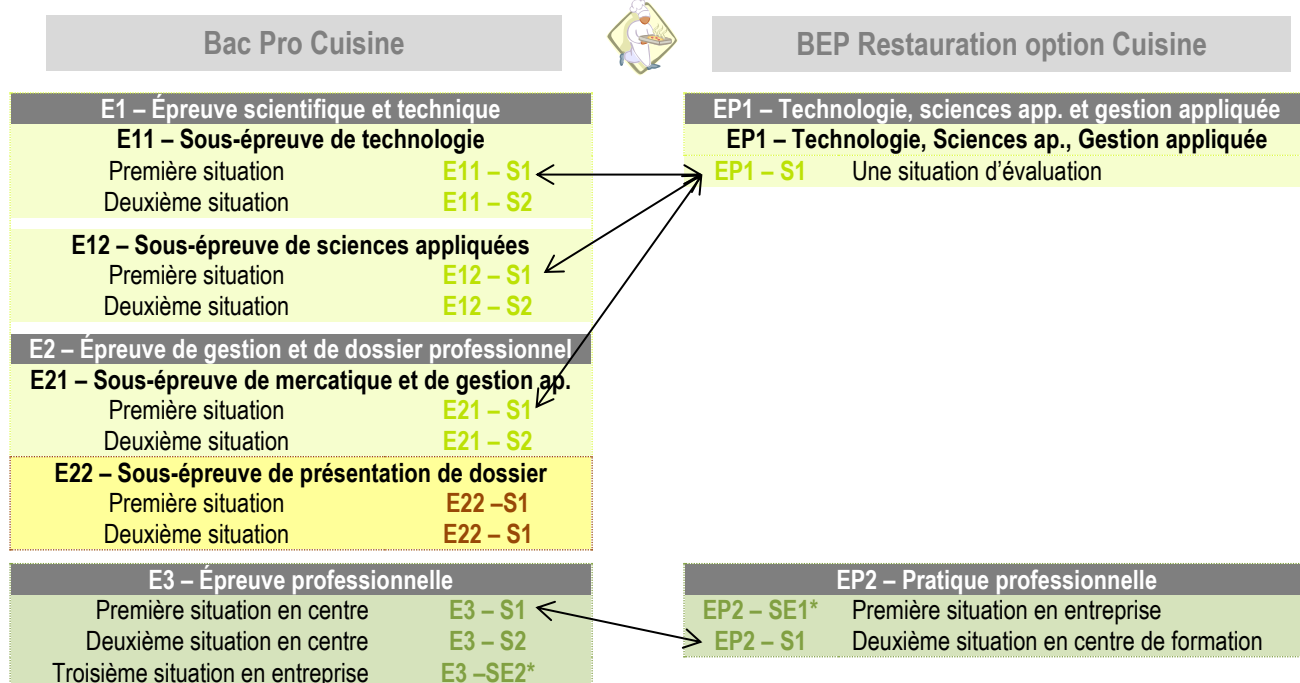 Bac Pro Cuisine
BEP Restauration option Cuisine
E1 – Épreuve scientifique et technique
E11 – Sous-épreuve de technologie
Première situation E11 – S1
Deuxième situation E11 – S2
E12 – Sous-épreuve de sciences appliquées
Première situation E12 – S1
Deuxième situation E12 – S2
E2 – Épreuve de gestion et de dossier professionnel
E21 – Sous-épreuve de mercatique et de gestion ap.
Première situation E21 – S1
Deuxième situation E21 – S2
E22 – Sous-épreuve de présentation de dossier
Première situation E22 –S1
Deuxième situation E22 – S1
E3 – Épreuve professionnelle
Première situation en centre E3 – S1
Deuxième situation en centre E3 – S2
Troisième situation en entreprise E3 –SE2*
EP1 – Technologie, sciences app. et gestion appliquée
EP1 – Technologie, Sciences ap., Gestion appliquée
EP1 – S1 Une situation d’évaluation
EP2 – Pratique professionnelle
EP2 – SE1* Première situation en entreprise
EP2 – S1 Deuxième situation en centre de formation